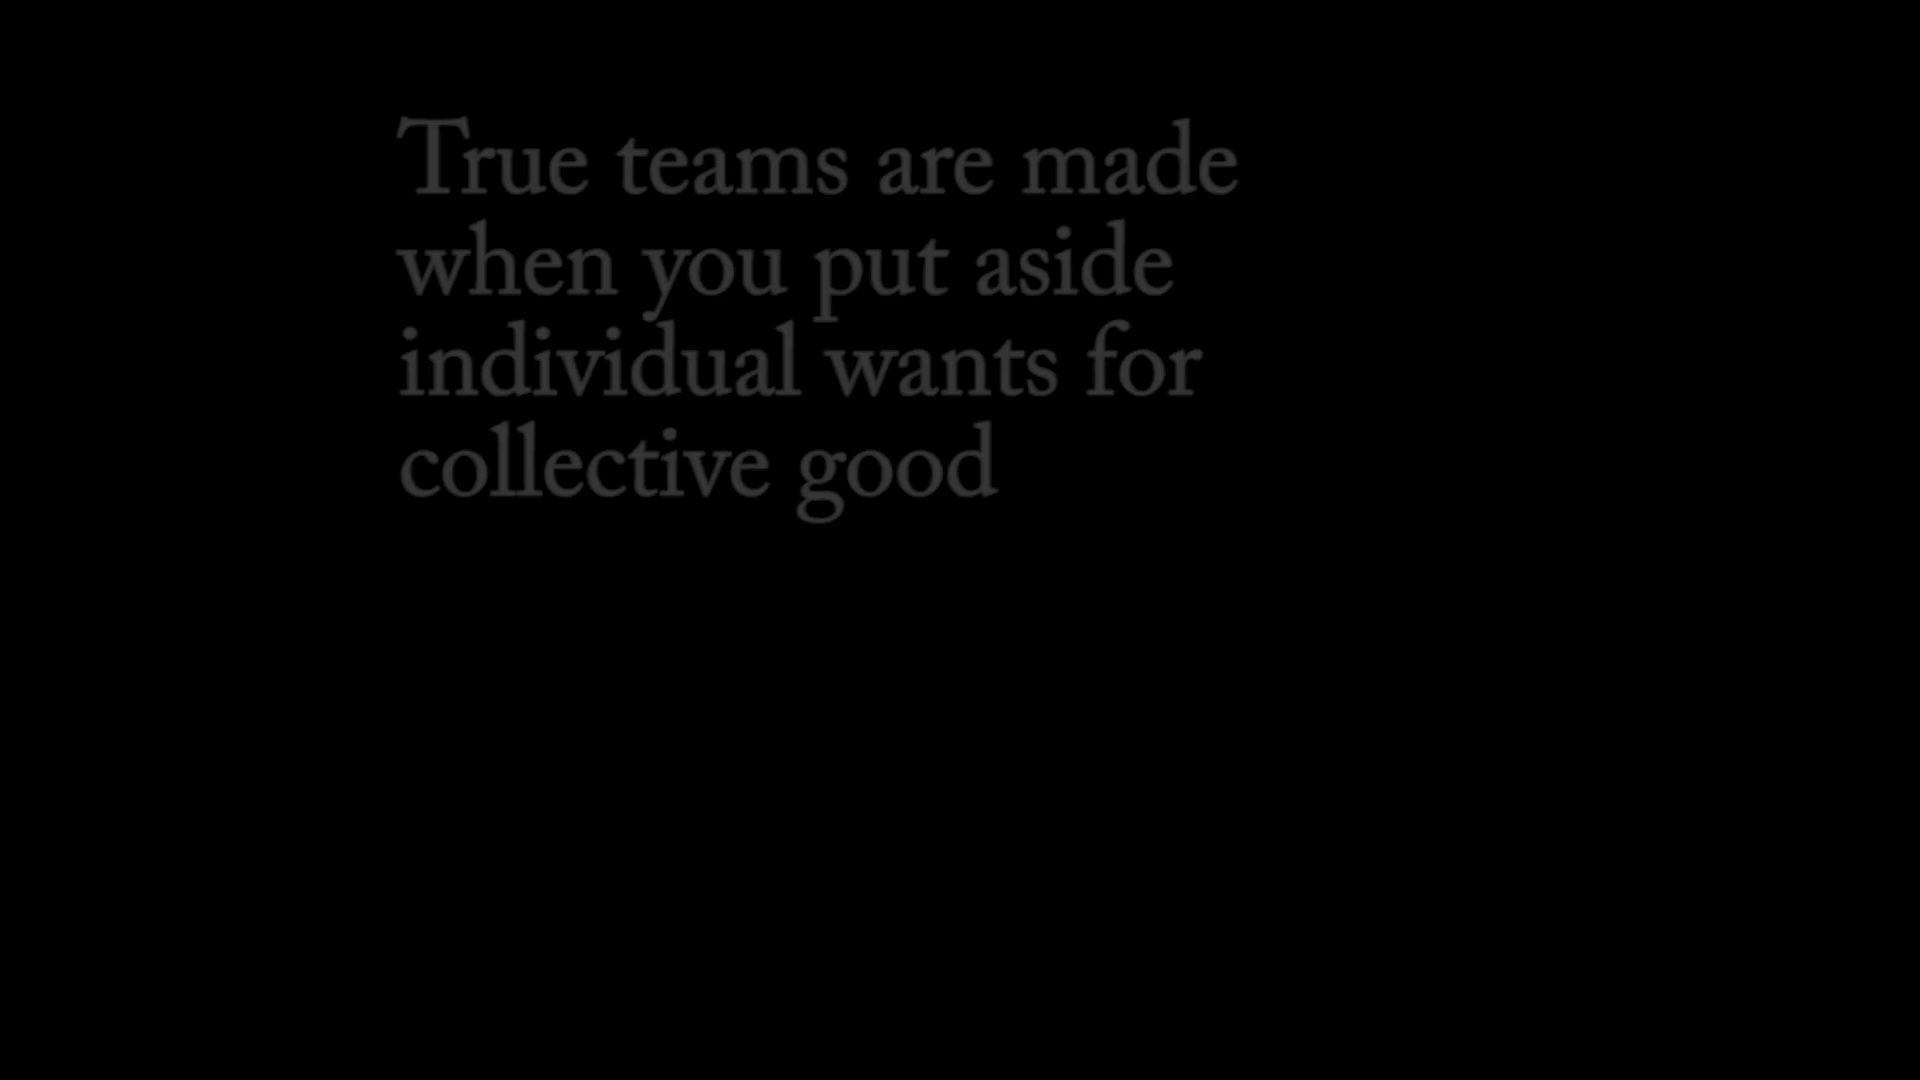 True teams are made
when you put aside
individual wants for
collective good